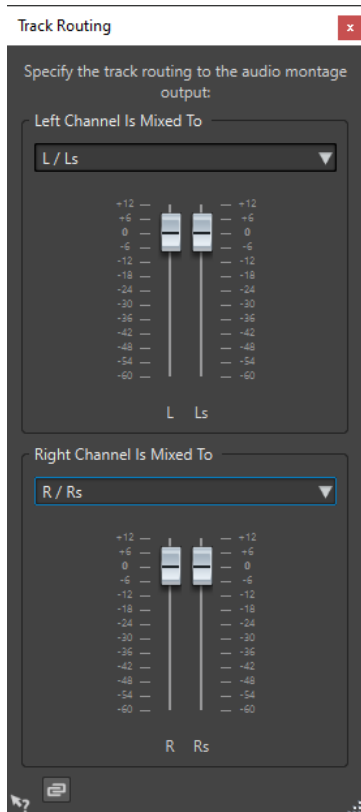 Track Routing
x
Specify the track routing to the audio montage
output:
Left Channel Is Mixed To
L / Ls
+12 +12
+6 +6
0 0
-6 -6
-12 -12
-18 -18
-24 -24
-30 -30
-36 -36
-42 -42
-48 -48
-54 -54
-60 -60
L Ls
Right Channel Is Mixed To
R / Rs
+12 +12
+6 +6
0 0
-6 -6
-12 -12
-18 -18
-24 -24
-30 -30
-36 -36
-42 -42
-48 -48
-54 -54
-60 -60
R Rs
?